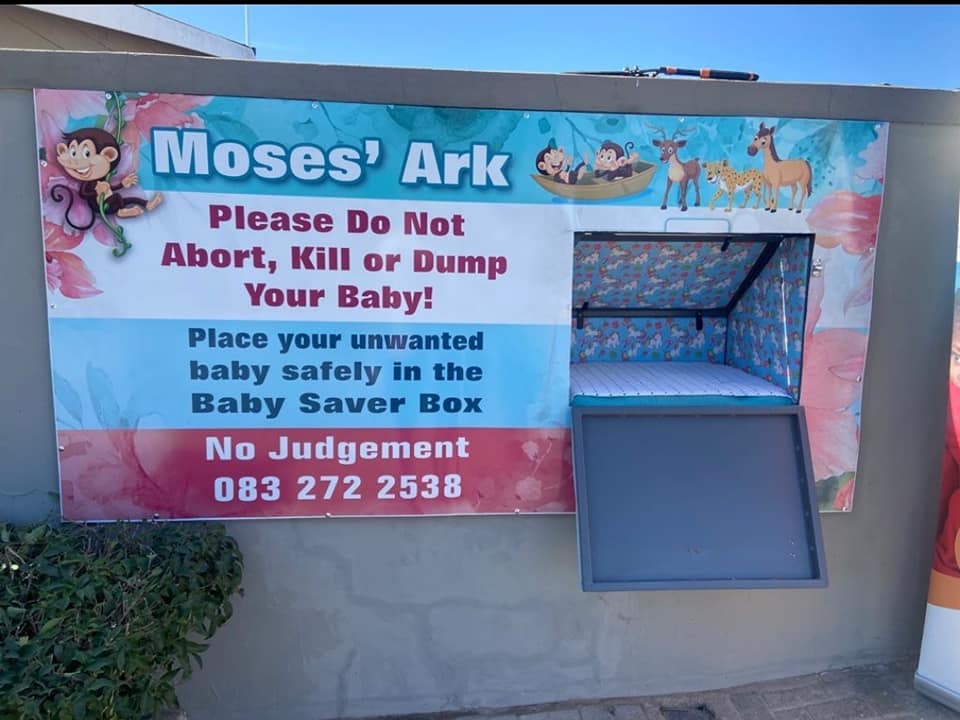 Moses' Ark
Please Do Not
Abort, Kill or Dump
Your Baby!
Place your unwanted
baby safely in the
Baby Saver Box
No Judgement
083 272 2538